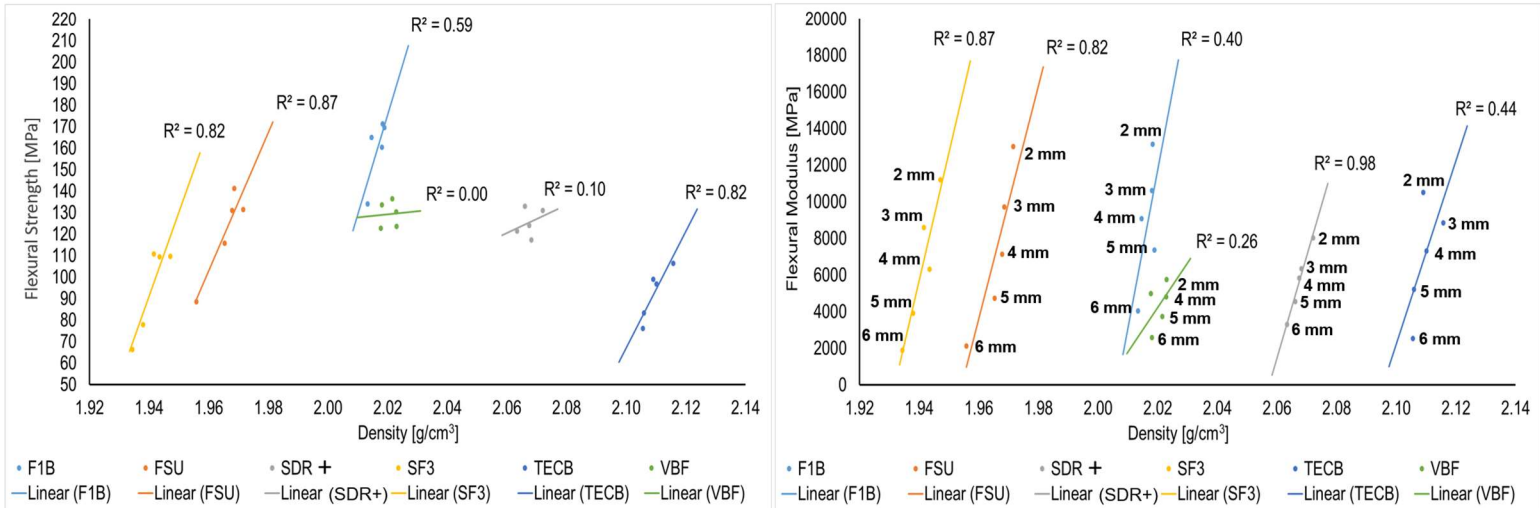 Flexural Strength [MPa]
220
210
200
190
180
170
160
150
140
130
120
110
100
90
80
70
60
50
R² = 0.59
R² = 0.87
R² = 0.82
R² = 0.00
R² = 0.10
R² = 0.82
1.92 1.94 1.96 1.98 2.00 2.02 2.04 2.06 2.08 2.10 2.12 2.14
Density [g/cm³]
F1B FSU SDR + SF3 TECB VBF
Linear (F1B) Linear (FSU) Linear (SDR+) Linear (SF3) Linear (TECB) Linear (VBF)
Flexural Modulus [MPa]
20000
18000
16000
14000
12000
10000
8000
6000
4000
2000
0
R² = 0.87
2 mm
3 mm
4 mm
5 mm
6 mm
R² = 0.82
2 mm
3 mm
4 mm
5 mm
6 mm
R² = 0.40
2 mm
3 mm
4 mm
5 mm
6 mm
R² = 0.26
2 mm
4 mm
5 mm
6 mm
R² = 0.98
2 mm
3 mm
4 mm
5 mm
6 mm
R² = 0.44
2 mm
3 mm
4 mm
5 mm
6 mm
1.92 1.94 1.96 1.98 2.00 2.02 2.04 2.06 2.08 2.10 2.12 2.14
Density [g/cm³]
F1B FSU SDR + SF3 TECB VBF
Linear (F1B) Linear (FSU) Linear (SDR+) Linear (SF3) Linear (TECB) Linear (VBF)